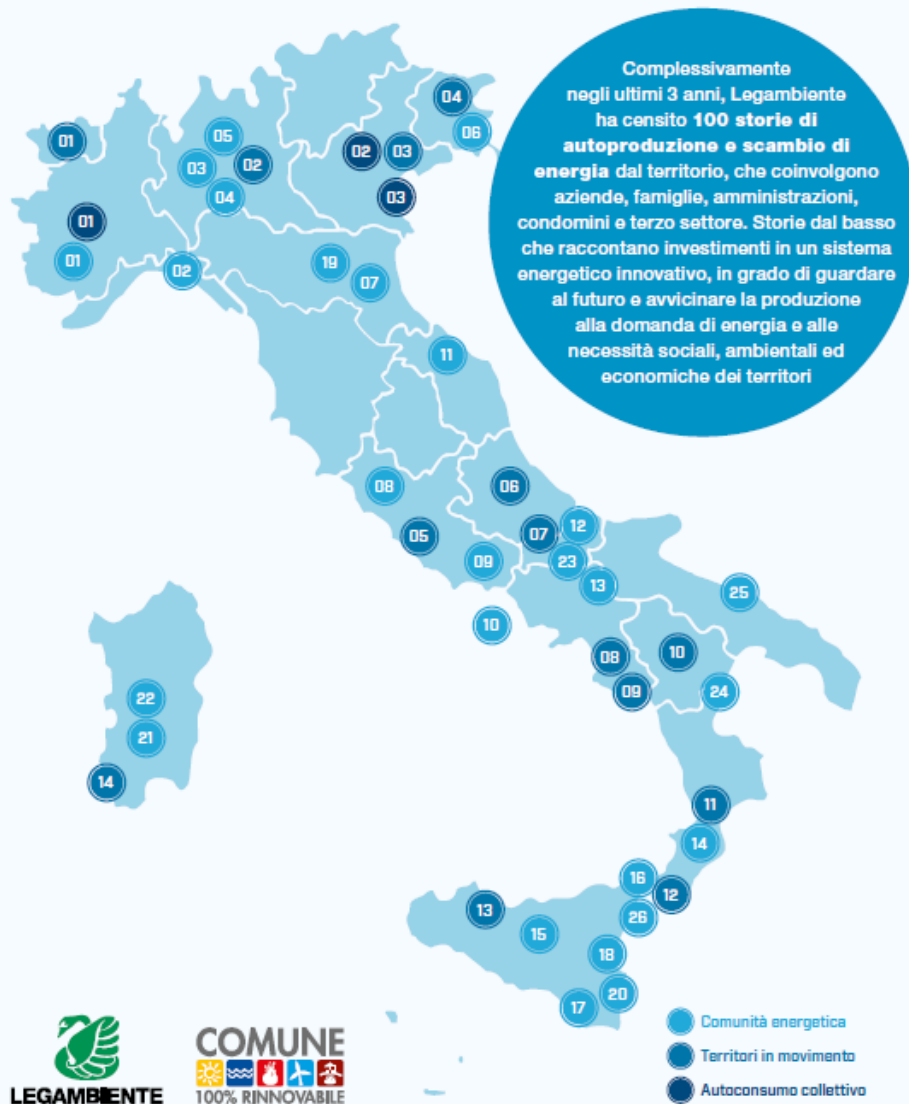 Complessivamente
negli ultimi 3 anni, Legambiente
ha censito 100 storie di
autoproduzione e scambio di
energia dal territorio, che coinvolgono
aziende, famiglie, amministrazioni,
condomini e terzo settore. Storie dal basso
che raccontano investimenti in un sistema
energetico innovativo, in grado di guardare
al futuro e avvicinare la produzione
alla domanda di energia e alle
necessità sociali, ambientali ed
economiche dei territori
04
05
06
01
02
03
03
02
04
03
01
01
02
19
07
11
08
06
12
05
07
09
23
13
25
10
08
10
09
24
22
21
14
11
14
16
12
13
26
15
18
20
17
Comunità energetica
Territori in movimento
Autoconsumo collettivo
LEGAMBIENTE
COMUNE
100% RINNOVABILE